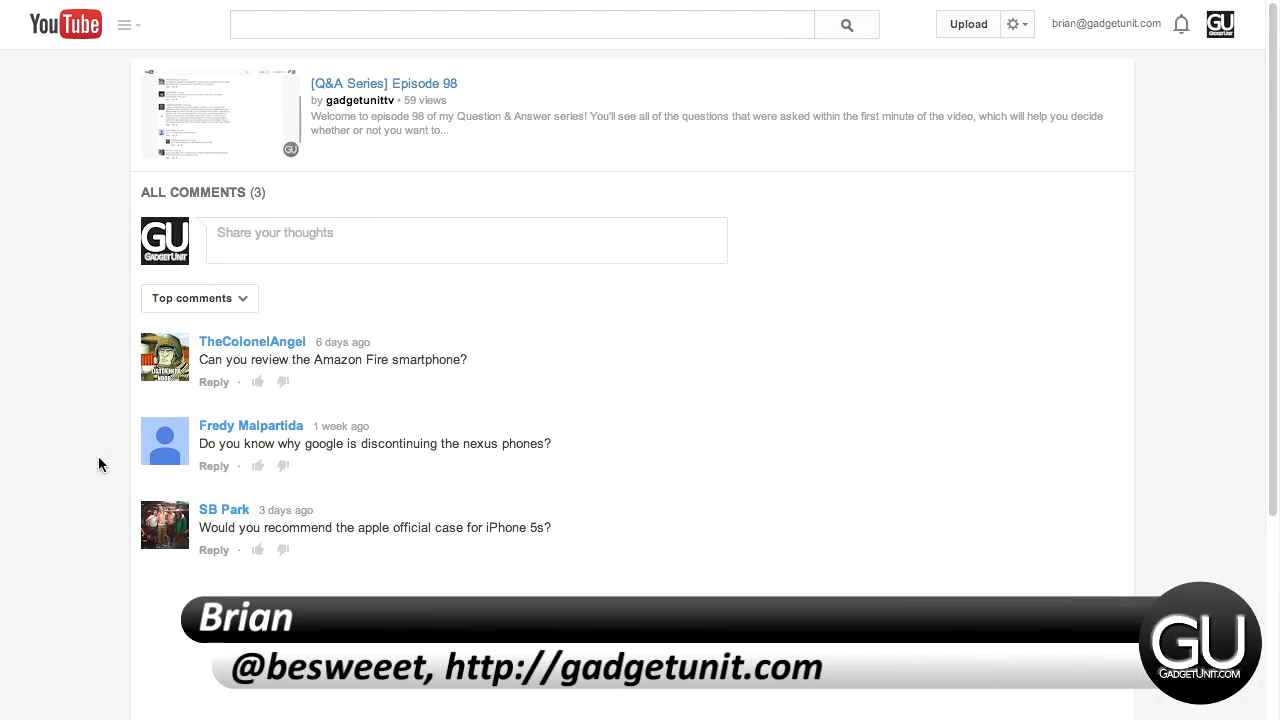 YouTube
Upload
brian@gadgetunit.com
GU
GADGETUNIT
[Q&A Series] Episode 98
by gadgetunittv • 59 views
Welcome to episode 98 of my Question & Answer series! You'll see all of the questions that were asked within the first minute of the video, which will help you decide
whether or not you want to...
GU
ALL COMMENTS (3)
GU
GADGETUNIT
Share your thoughts
Top comments
TheColonelAngel 6 days ago
Can you review the Amazon Fire smartphone?
Reply ·
Fredy Malpartida 1 week ago
Do you know why google is discontinuing the nexus phones?
Reply ·
SB Park 3 days ago
Would you recommend the apple official case for iPhone 5s?
Reply ·
Brian
@besweeet, http://gadgetunit.com
GU
GADGETUNIT.COM